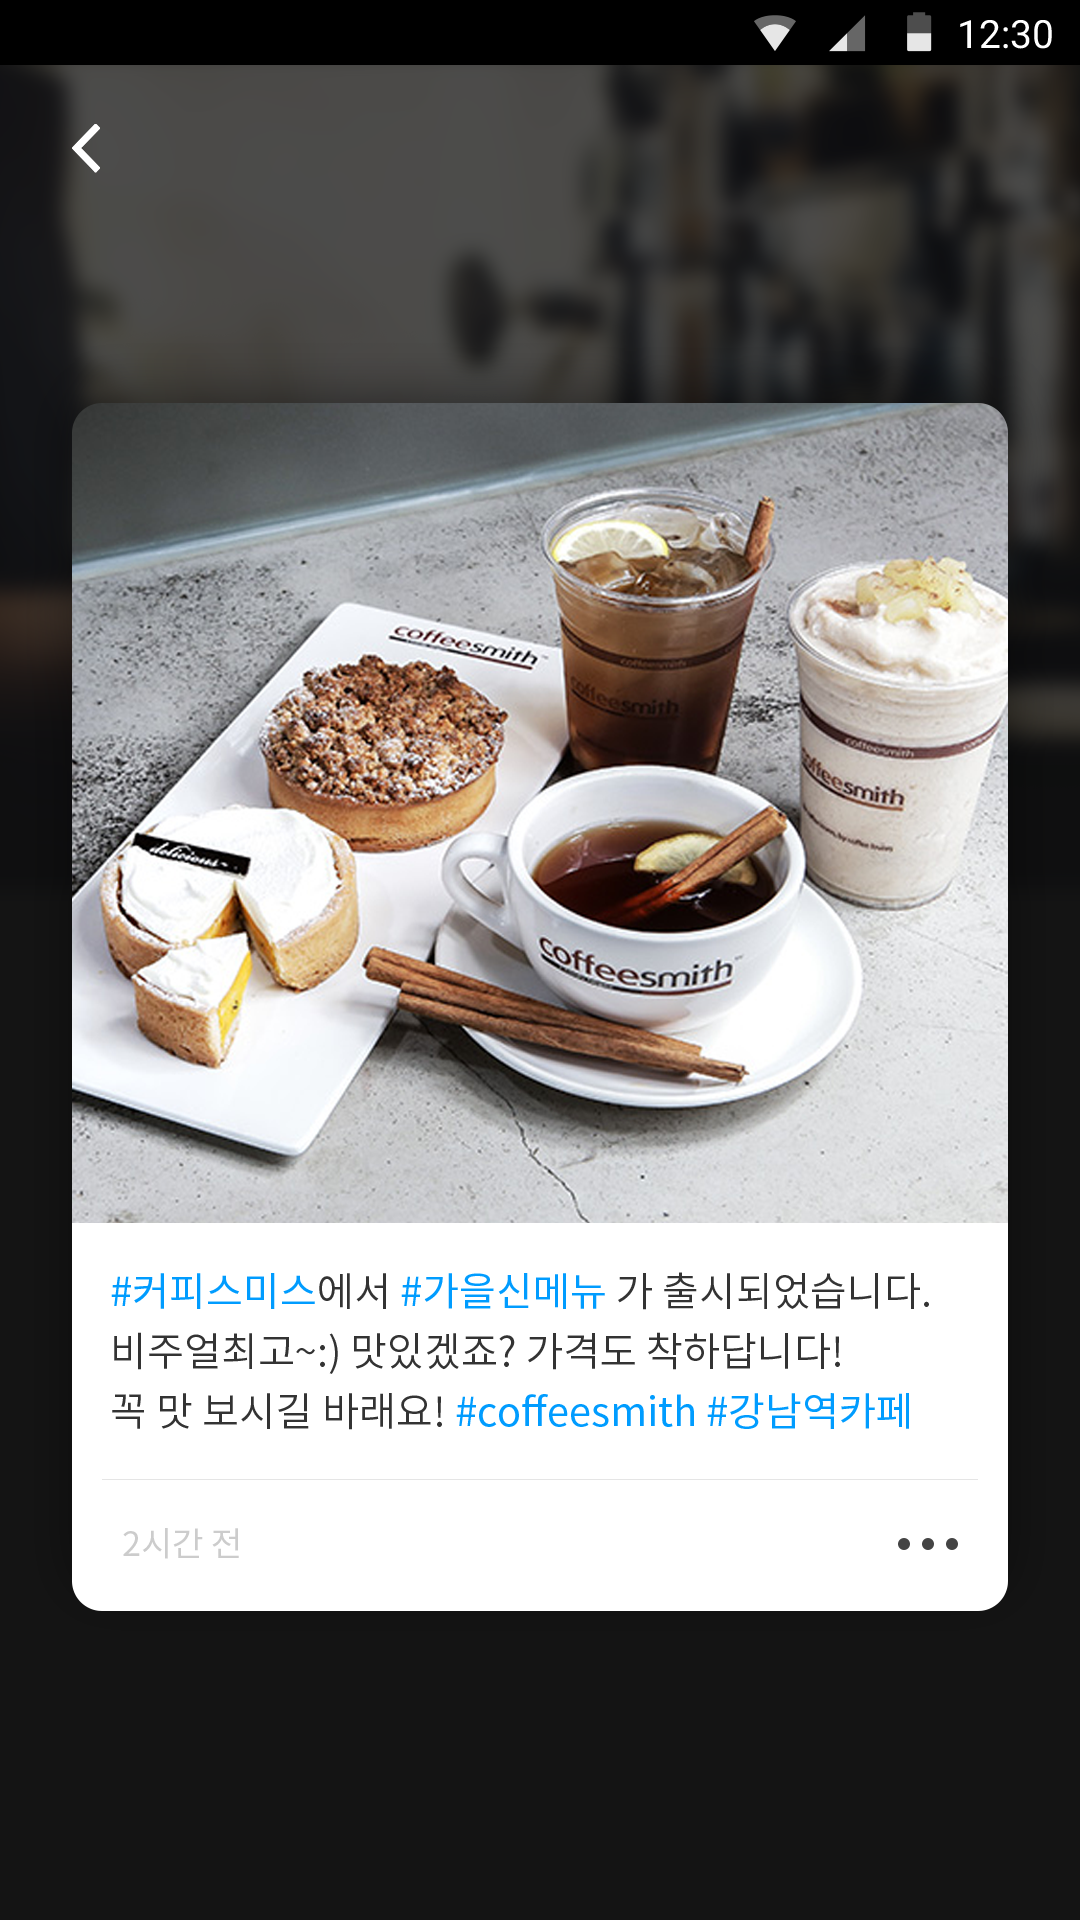 12:30
coffeesmith
coffeesmith
coffeesmith
coffeesmith
coffeesmith
delicious~
coffeesmith
#커피스미스에서 #가을신메뉴 가 출시되었습니다.
비주얼최고~:) 맛있겠죠? 가격도 착하답니다!
꼭 맛 보시길 바래요! #coffeesmith #강남역카페
2시간 전